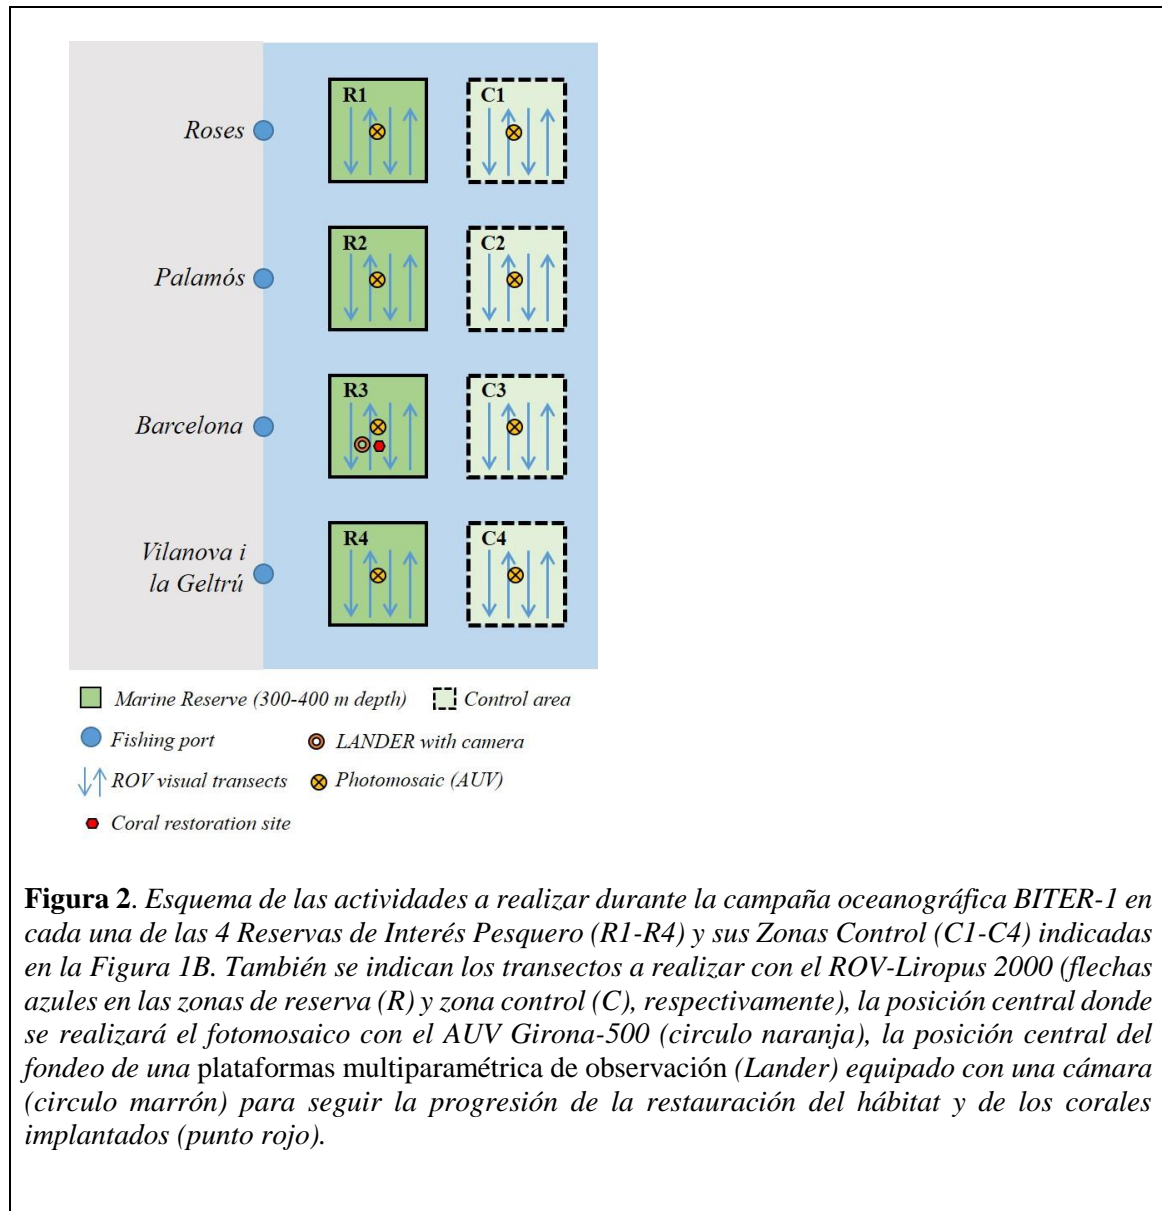 R1
C1
Roses
R2
C2
Palamós
R3
C3
Barcelona
R4
C4
Vilanova i
la Geltrú
Marine Reserve (300-400 m depth)
Control area
Fishing port
LANDER with camera
ROV visual transects
Photomosaic (AUV)
Coral restoration site
Figura 2. Esquema de las actividades a realizar durante la campaña oceanográfica BITER-1 en
cada una de las 4 Reservas de Interés Pesquero (R1-R4) y sus Zonas Control (C1-C4) indicadas
en la Figura 1B. También se indican los transectos a realizar con el ROV-Liropus 2000 (flechas
azules en las zonas de reserva (R) y zona control (C), respectivamente), la posición central donde
se realizará el fotomosaico con el AUV Girona-500 (circulo naranja), la posición central del
fondeo de una plataformas multiparamétrica de observación (Lander) equipado con una cámara
(circulo marrón) para seguir la progresión de la restauración del hábitat y de los corales
implantados (punto rojo).